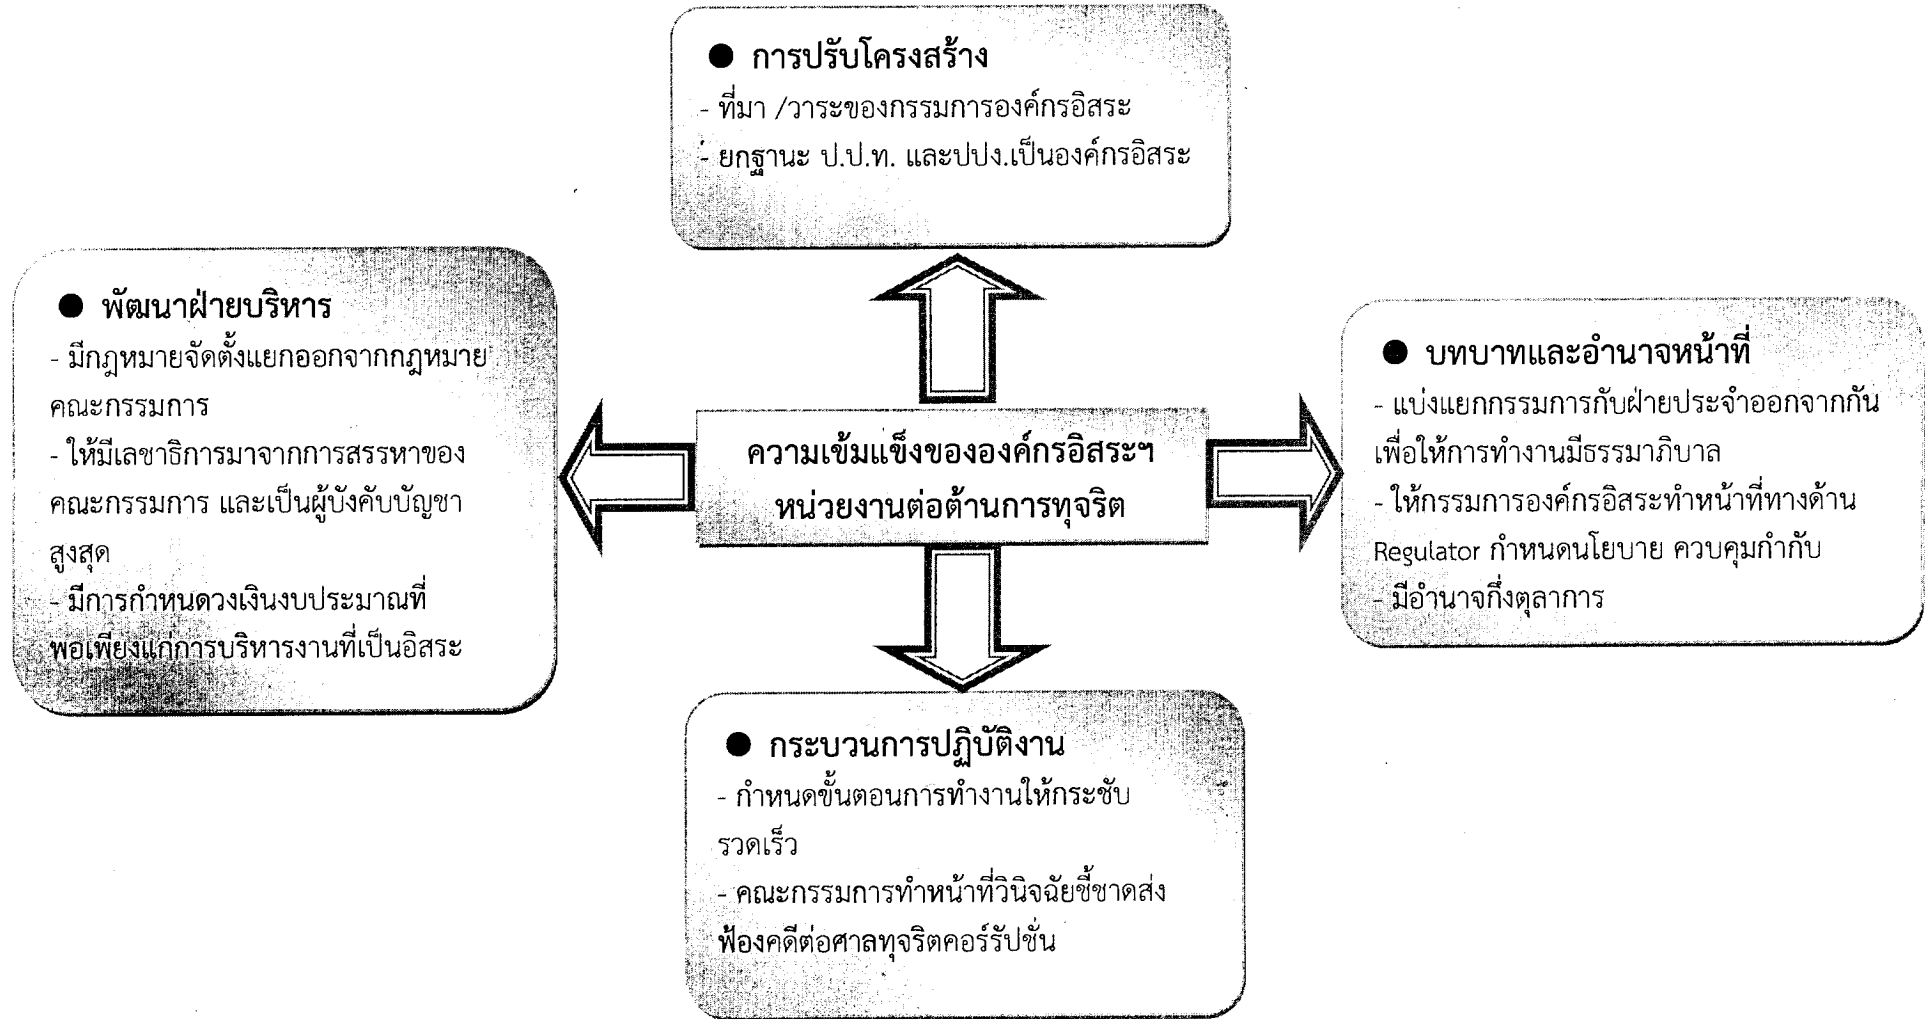 ● การปรับโครงสร้าง
- ที่มา /วาระของกรรมการองค์กรอิสระ
- ยกฐานะ ป.ป.ท. และปปง.เป็นองค์กรอิสระ
● พัฒนาฝ่ายบริหาร
- มีกฎหมายจัดตั้งแยกออกจากกฎหมาย
คณะกรรมการ
- ให้มีเลขาธิการมาจากการสรรหาของ
คณะกรรมการ และเป็นผู้บังคับบัญชา
สูงสุด
- มีการกำหนดวงเงินงบประมาณที่
พอเพียงแก่การบริหารงานที่เป็นอิสระ
ความเข้มแข็งขององค์กรอิสระฯ
หน่วยงานต่อต้านการทุจริต
● บทบาทและอำนาจหน้าที่
- แบ่งแยกกรรมการกับฝ่ายประจำออกจากกัน
เพื่อให้การทำงานมีธรรมาภิบาล
- ให้กรรมการองค์กรอิสระทำหน้าที่ทางด้าน
Regulator กำหนดนโยบาย ควบคุมกำกับ
- มีอำนาจกึ่งตุลาการ
● กระบวนการปฏิบัติงาน
- กำหนดขั้นตอนการทำงานให้กระชับ
รวดเร็ว
- คณะกรรมการทำหน้าที่วินิจฉัยชี้ขาดส่ง
ฟ้องคดีต่อศาลทุจริตคอร์รัปชั่น